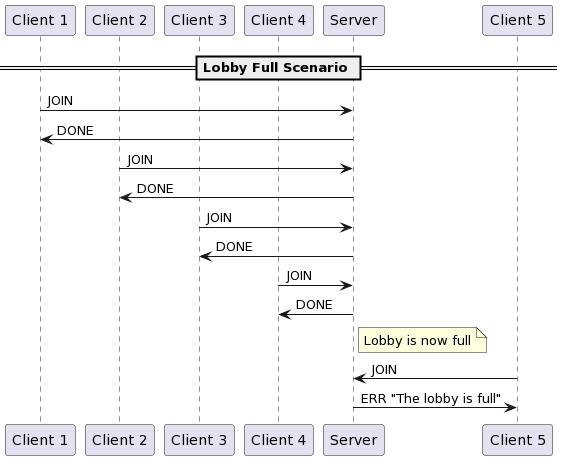 Client 1 Client 2 Client 3 Client 4 Server Client 5
Lobby Full Scenario
JOIN
DONE
JOIN
DONE
JOIN
DONE
JOIN
DONE
Lobby is now full
JOIN
ERR "The lobby is full"
Client 1 Client 2 Client 3 Client 4 Server Client 5